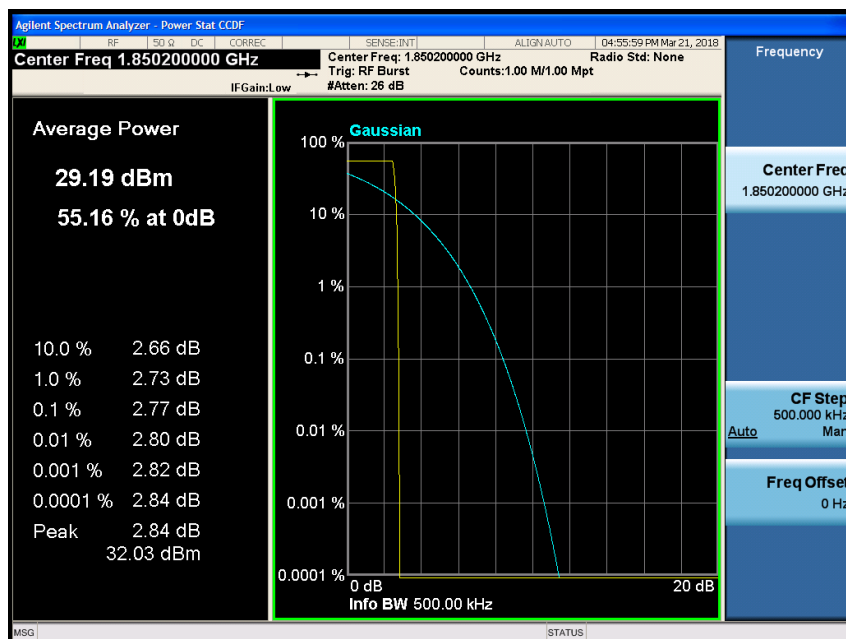 Agilent Spectrum Analyzer - Power Stat CCDF
LXI RF 50 Ω DC CORREC SENSE:INT ALIGN AUTO 04:55:59 PM Mar 21, 2018
Center Freq 1.850200000 GHz
Center Freq: 1.850200000 GHz Radio Std: None
Trig: RF Burst Counts:1.00 M/1.00 Mpt
IFGain:Low #Atten: 26 dB
Frequency
Average Power
29.19 dBm
55.16 % at 0dB
10.0 % 2.66 dB
1.0 % 2.73 dB
0.1 % 2.77 dB
0.01 % 2.80 dB
0.001 % 2.82 dB
0.0001 % 2.84 dB
Peak 2.84 dB
32.03 dBm
Gaussian
100 %
10 %
1 %
0.1 %
0.01 %
0.001 %
0.0001 %
0 dB 20 dB
Info BW 500.00 kHz
Center Freq
1.850200000 GHz
CF Step
500.000 kHz
Auto Man
Freq Offset
0 Hz
MSG STATUS